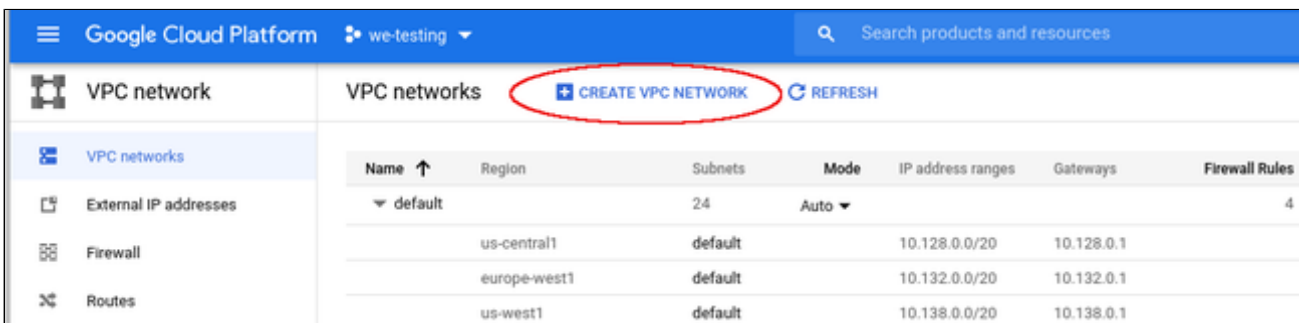 Google Cloud Platform we-testing Search products and resources
VPC network VPC networks CREATE VPC NETWORK REFRESH
VPC networks
Name Region Subnets Mode IP address ranges Gateways Firewall Rules
External IP addresses default 24 Auto 4
Firewall us-central1 default 10.128.0.0/20 10.128.0.1
europe-west1 default 10.132.0.0/20 10.132.0.1
Routes us-west1 default 10.138.0.0/20 10.138.0.1